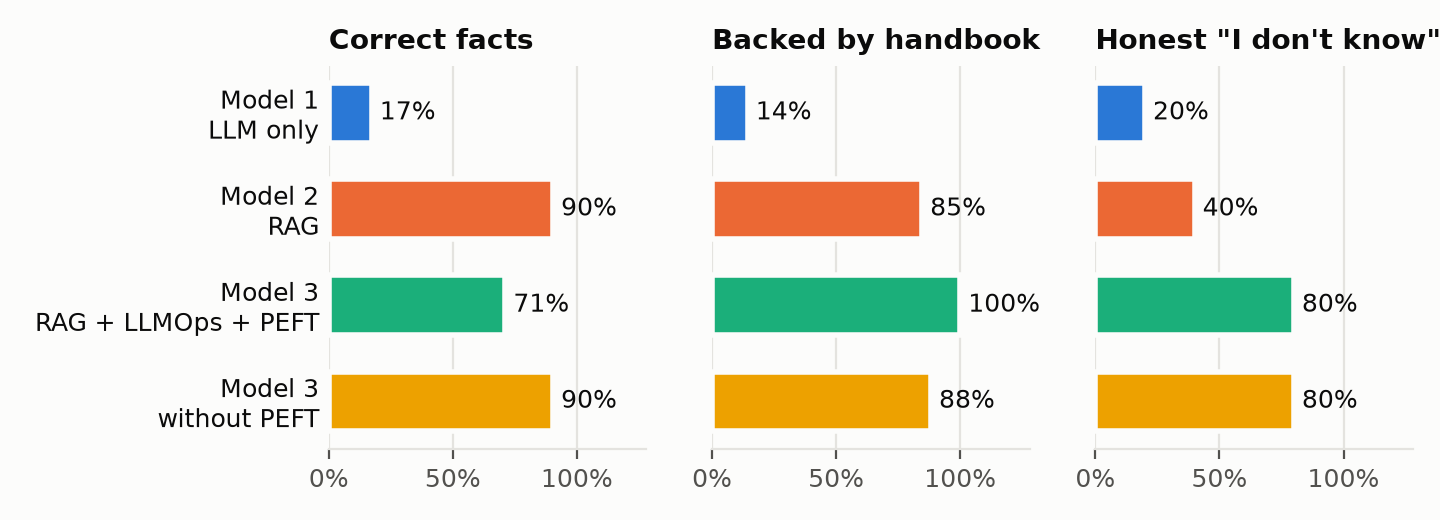 Correct facts
Backed by handbook
Honest "I don't know"
Model 1
LLM only
17%
14%
20%
Model 2
RAG
90%
85%
40%
Model 3
RAG + LLMOps + PEFT
71%
100%
80%
Model 3
without PEFT
90%
88%
80%
0% 50% 100%
0% 50% 100%
0% 50% 100%